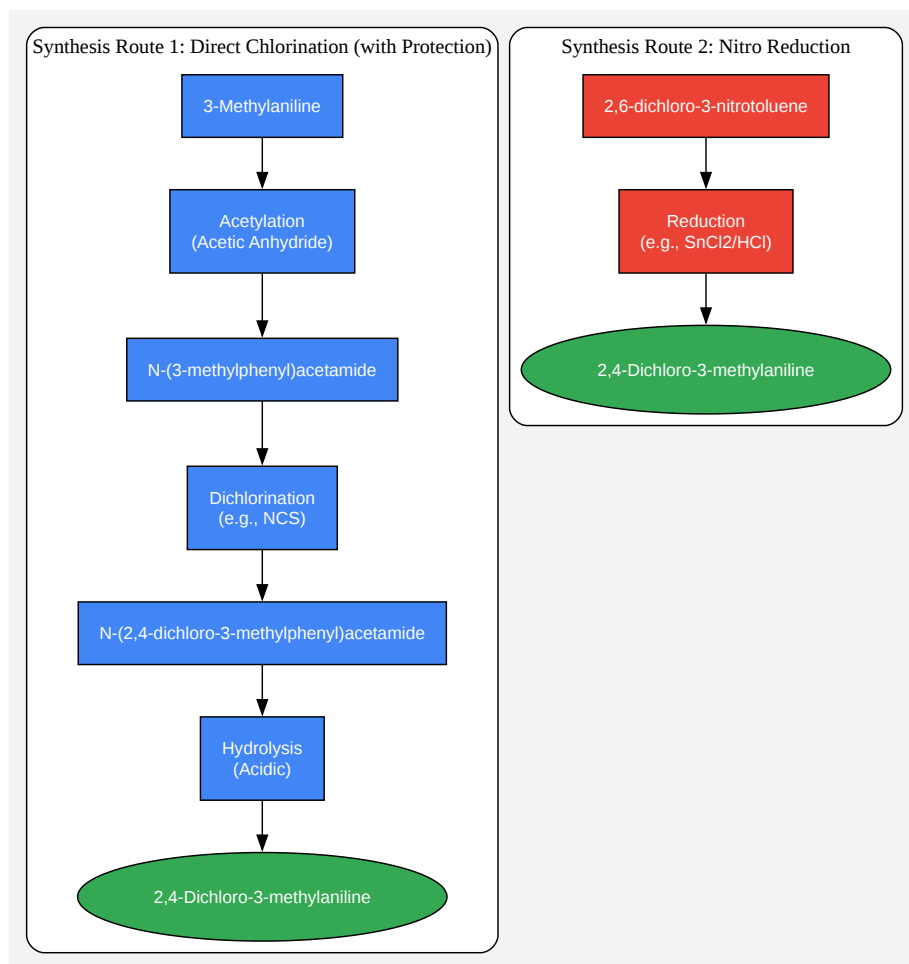 Synthesis Route 1: Direct Chlorination (with Protection)
3-Methylaniline
Acetylation
(Acetic Anhydride)
N-(3-methylphenyl)acetamide
Dichlorination
(e.g., NCS)
N-(2,4-dichloro-3-methylphenyl)acetamide
Hydrolysis
(Acidic)
2,4-Dichloro-3-methylaniline
Synthesis Route 2: Nitro Reduction
2,6-dichloro-3-nitrotoluene
Reduction
(e.g., SnCl2/HCl)
2,4-Dichloro-3-methylaniline